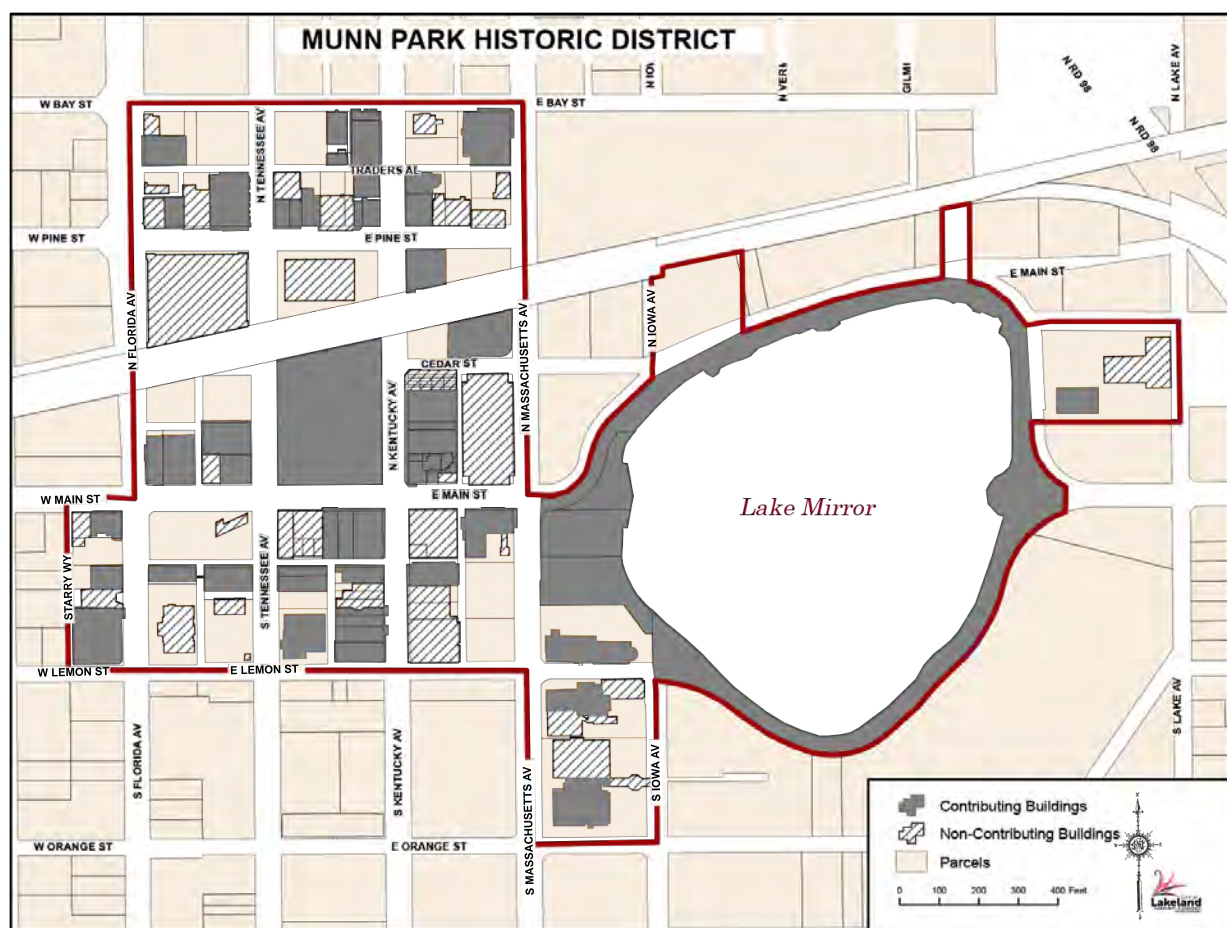 MUNN PARK HISTORIC DISTRICT
N IOW
N VERM
GILMI
N RD 98
N LAKE AV
W BAY ST
E BAY ST
N RD 98
N TENNESSEE AV
TRADERS AL
W PINE ST
E PINE ST
E MAIN ST
N FLORIDA AV
N IOWA AV
N MASSACHUSETTS AV
CEDAR ST
N KENTUCKY AV
W MAIN ST
E MAIN ST
Lake Mirror
STARRY WY
S TENNESSEE AV
W LEMON ST
E LEMON ST
S FLORIDA AV
S KENTUCKY AV
S MASSACHUSETTS AV
S IOWA AV
S LAKE AV
W ORANGE ST
E ORANGE ST
Contributing Buildings
Non-Contributing Buildings
Parcels
0 100 200 300 400 Feet
Lakeland